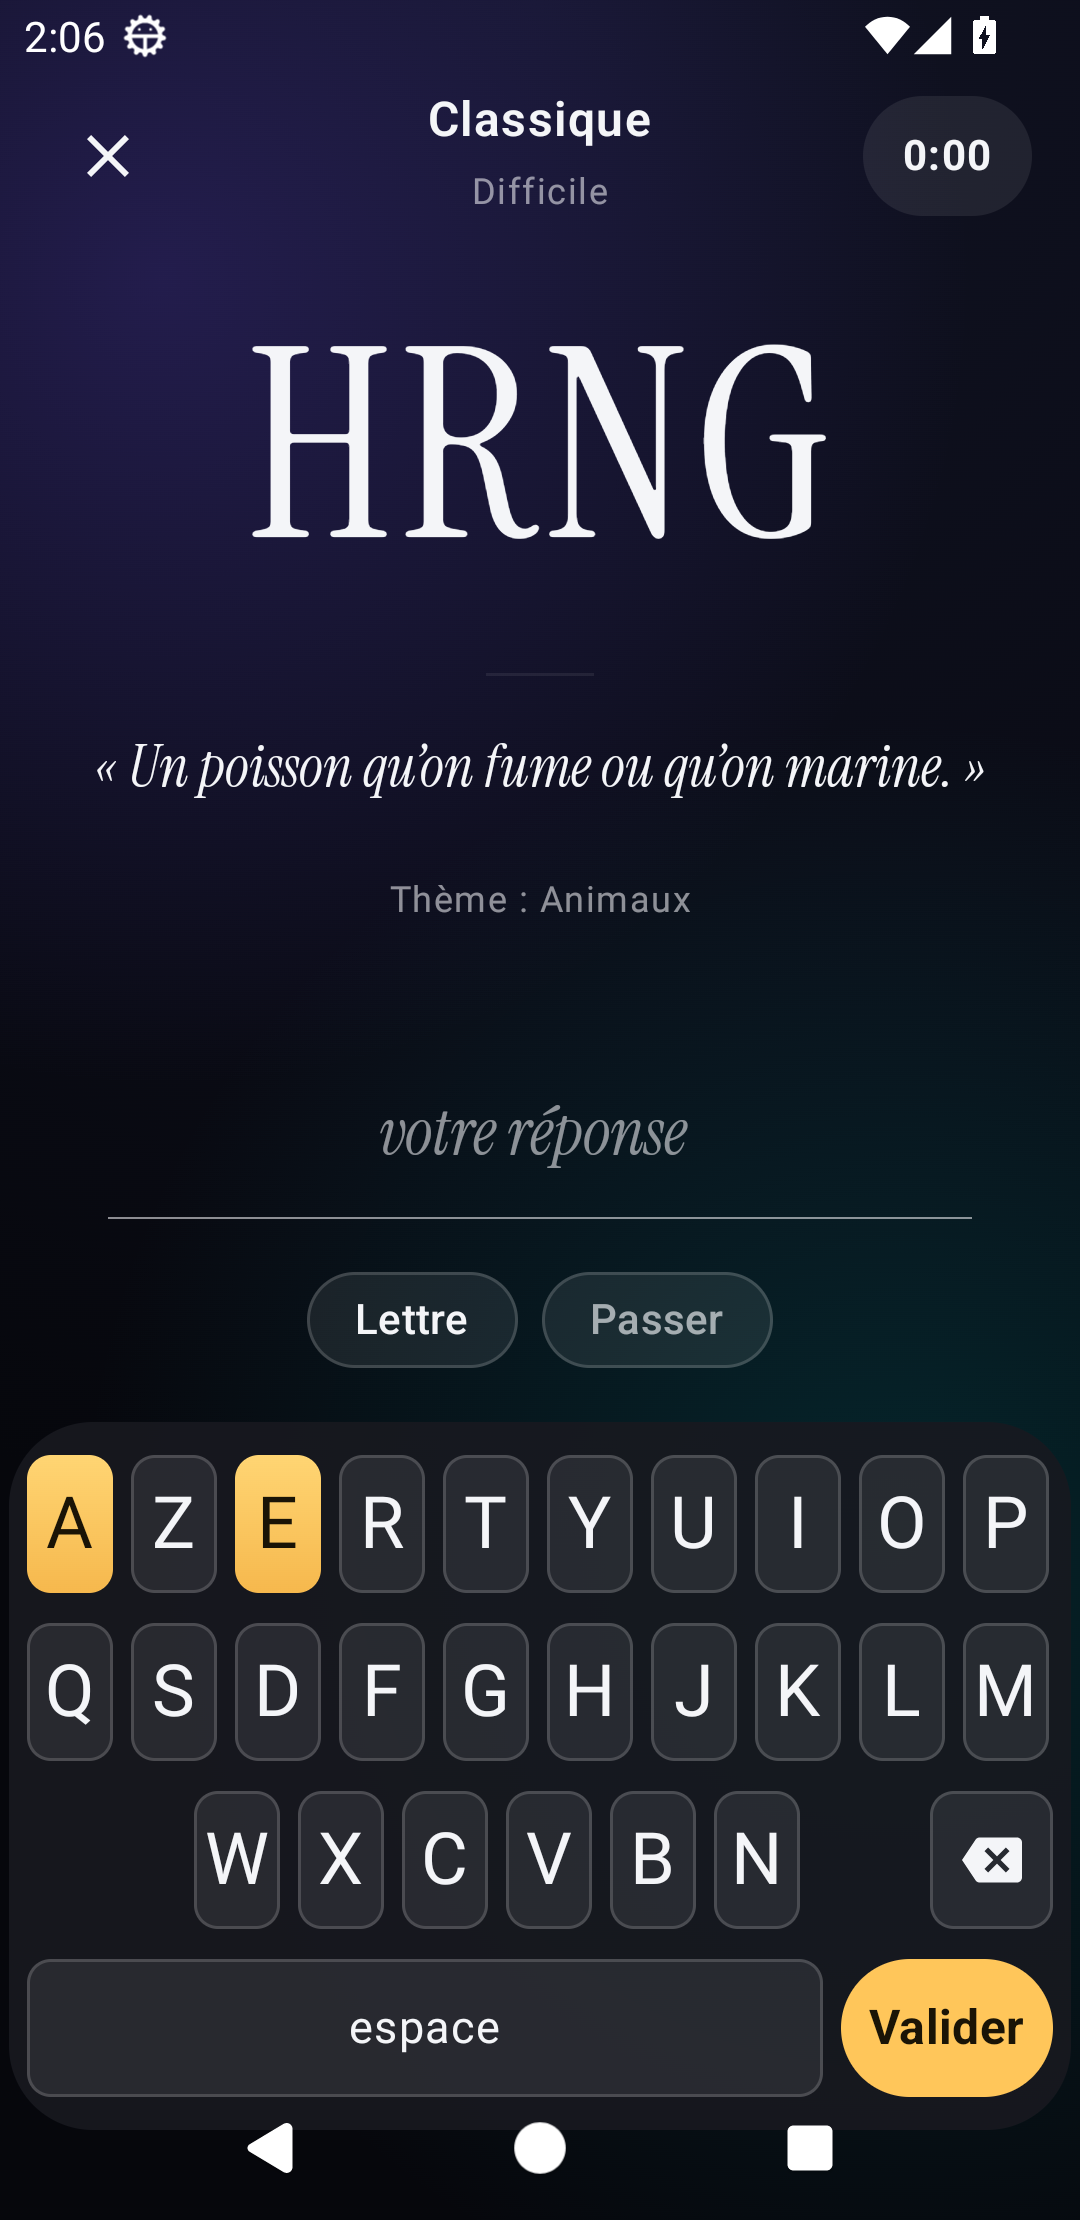 2:06
Classique
Difficile
0:00
HRNG
« Un poisson qu’on fume ou qu’on marine. »
Thème : Animaux
votre réponse
Lettre Passer
A Z E R T Y U I O P
Q S D F G H J K L M
W X C V B N
espace Valider